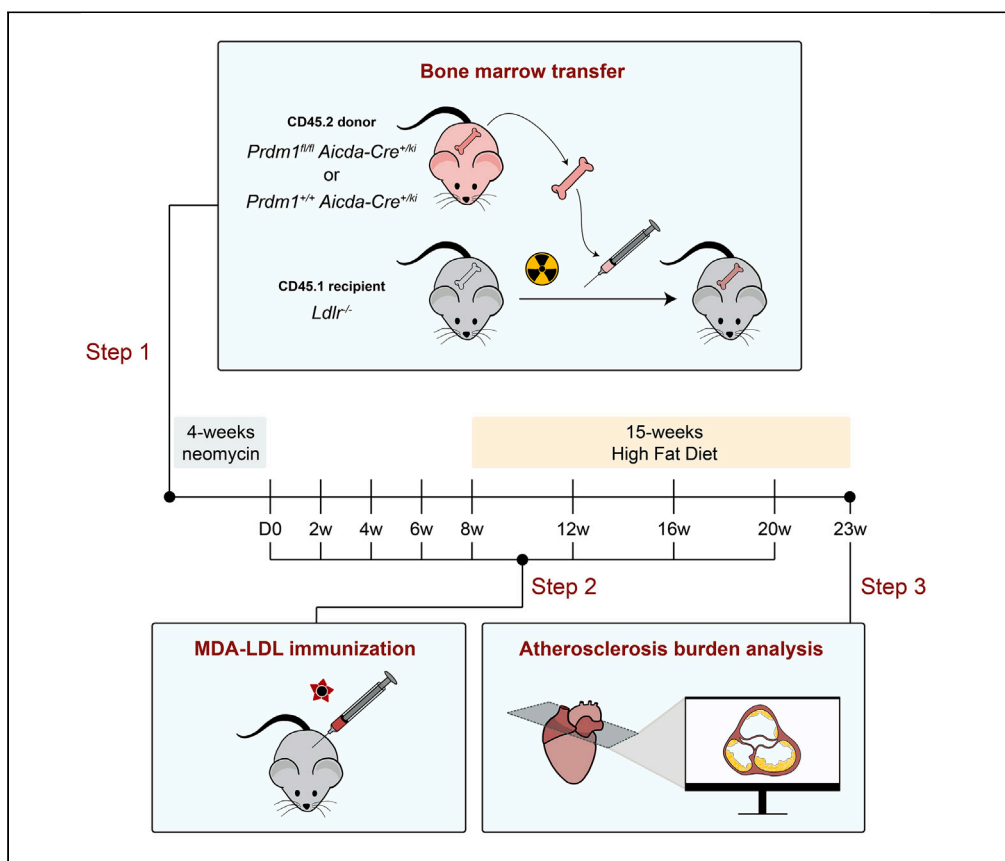 Bone marrow transfer
CD45.2 donor
Prdm1^fl/fl Aicda-Cre^+/ki
or
Prdm1^+/+ Aicda-Cre^+/ki
CD45.1 recipient
Ldlr^-/-
Step 1
4-weeks
neomycin
15-weeks
High Fat Diet
D0 2w 4w 6w 8w 12w 16w 20w 23w
Step 2
Step 3
MDA-LDL immunization
Atherosclerosis burden analysis